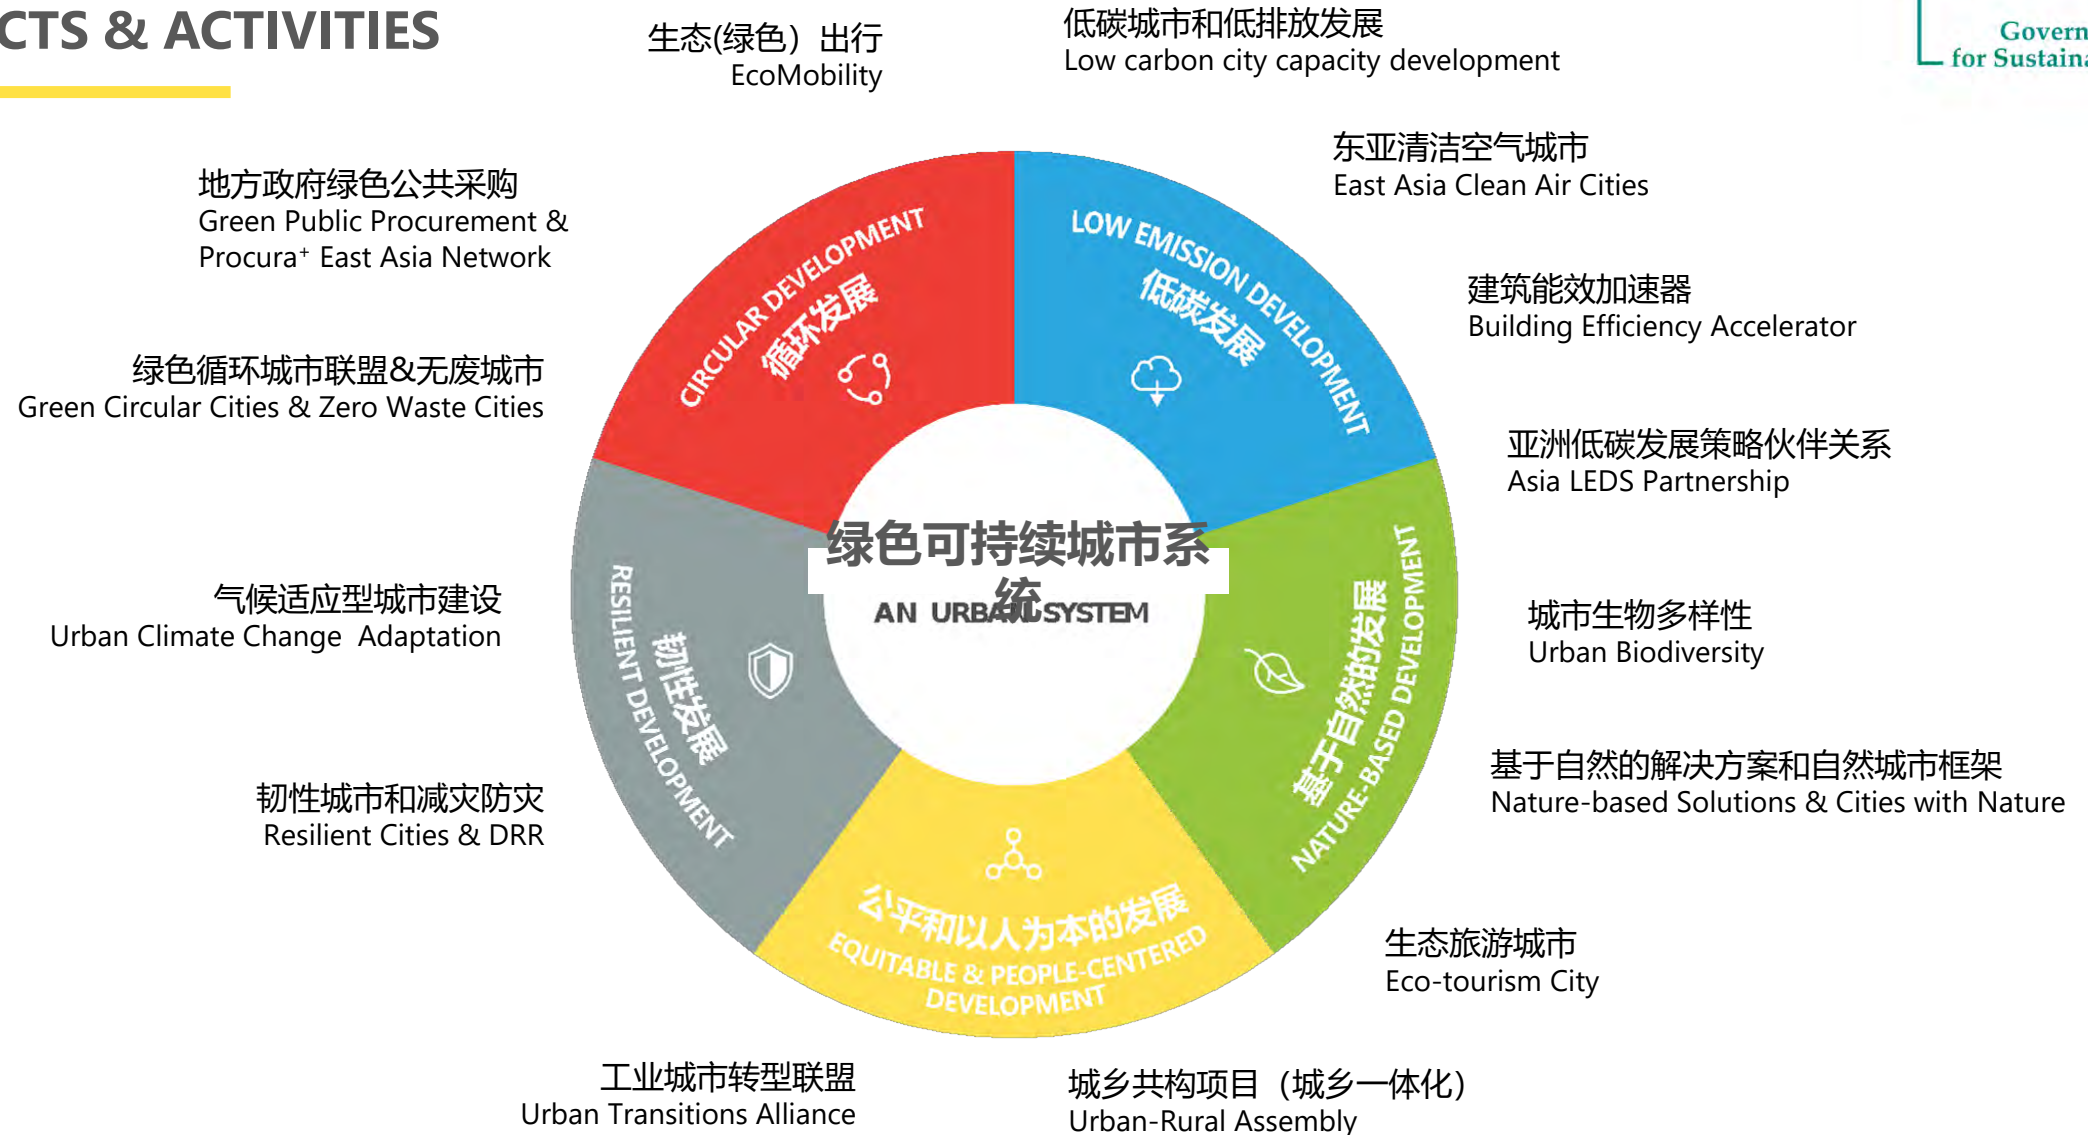 CTS & ACTIVITIES
生态(绿色）出行
EcoMobility
低碳城市和低排放发展
Low carbon city capacity development
Govern
for Sustaina
东亚清洁空气城市
East Asia Clean Air Cities
地方政府绿色公共采购
Green Public Procurement &
Procura⁺ East Asia Network
建筑能效加速器
Building Efficiency Accelerator
绿色循环城市联盟&无废城市
Green Circular Cities & Zero Waste Cities
亚洲低碳发展策略伙伴关系
Asia LEDS Partnership
CIRCULAR DEVELOPMENT
循环发展
LOW EMISSION DEVELOPMENT
低碳发展
绿色可持续城市系
统
AN URBAN SYSTEM
气候适应型城市建设
Urban Climate Change  Adaptation
RESILIENT DEVELOPMENT
韧性发展
基于自然的发展
NATURE-BASED DEVELOPMENT
城市生物多样性
Urban Biodiversity
韧性城市和减灾防灾
Resilient Cities & DRR
基于自然的解决方案和自然城市框架
Nature-based Solutions & Cities with Nature
公平和以人为本的发展
EQUITABLE & PEOPLE-CENTERED
DEVELOPMENT
生态旅游城市
Eco-tourism City
工业城市转型联盟
Urban Transitions Alliance
城乡共构项目（城乡一体化）
Urban-Rural Assembly